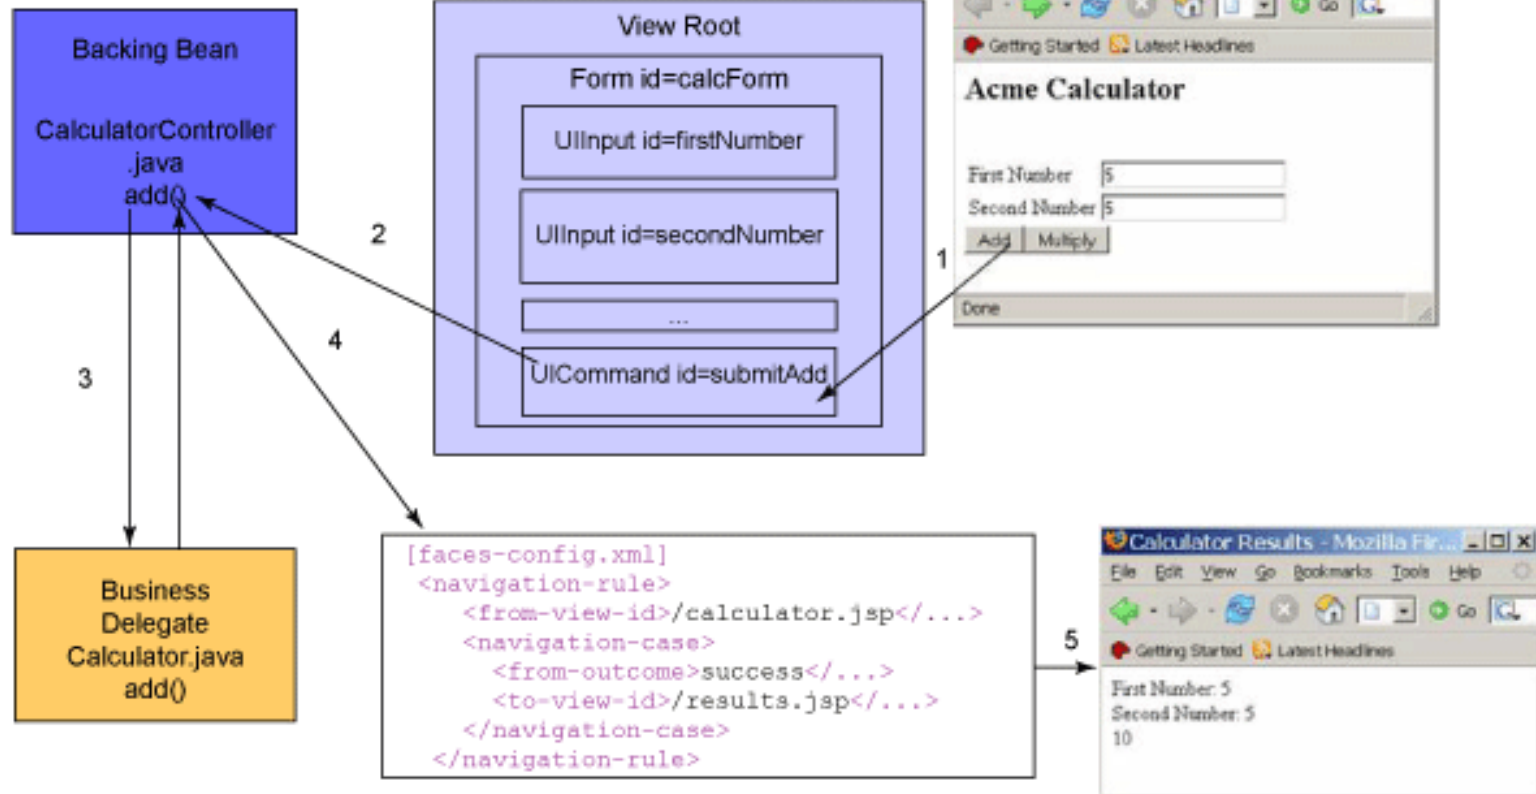 Backing Bean
CalculatorController
.java
add()
View Root
Form id=calcForm
UIInput id=firstNumber
UIInput id=secondNumber
...
UICommand id=submitAdd
Go
Getting Started Latest Headlines
Acme Calculator
First Number 5
Second Number 5
Add Multiply
Done
1
2
3
4
5
Business
Delegate
Calculator.java
add()
[faces-config.xml]
<navigation-rule>
<from-view-id>/calculator.jsp</...>
<navigation-case>
<from-outcome>success</...>
<to-view-id>/results.jsp</...>
</navigation-case>
</navigation-rule>
Calculator Results - Mozilla Fir...
File Edit View Go Bookmarks Tools Help
Go
Getting Started Latest Headlines
First Number: 5
Second Number: 5
10